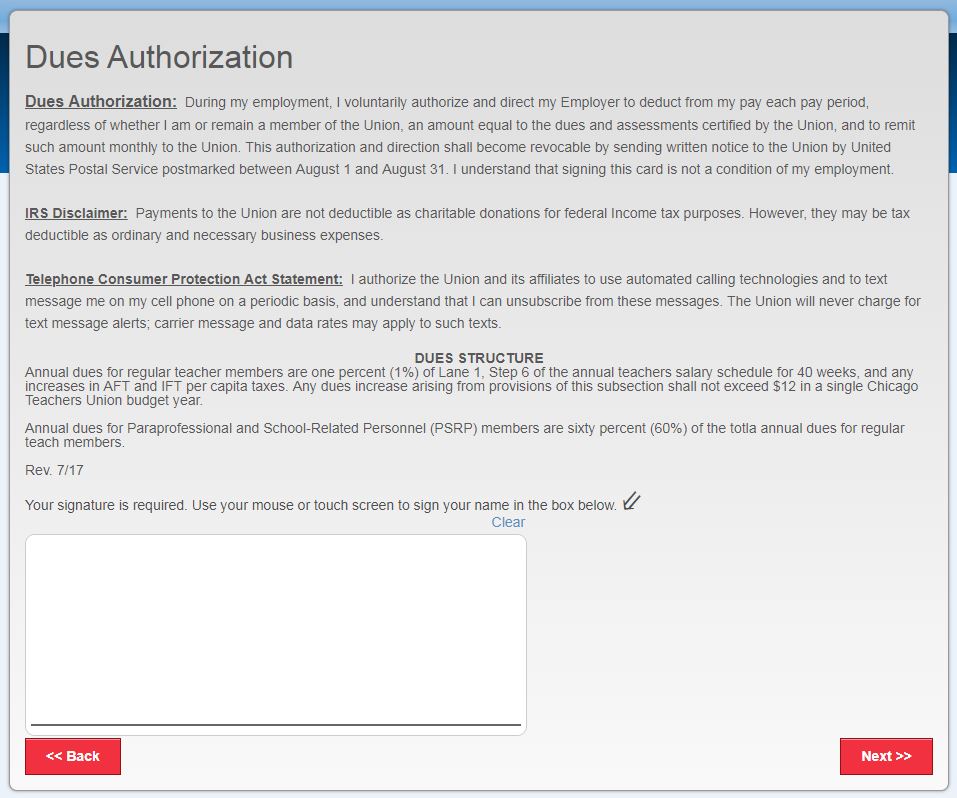 Dues Authorization
Dues Authorization: During my employment, I voluntarily authorize and direct my Employer to deduct from my pay each pay period,
regardless of whether I am or remain a member of the Union, an amount equal to the dues and assessments certified by the Union, and to remit
such amount monthly to the Union. This authorization and direction shall become revocable by sending written notice to the Union by United
States Postal Service postmarked between August 1 and August 31. I understand that signing this card is not a condition of my employment.
IRS Disclaimer: Payments to the Union are not deductible as charitable donations for federal Income tax purposes. However, they may be tax
deductible as ordinary and necessary business expenses.
Telephone Consumer Protection Act Statement: I authorize the Union and its affiliates to use automated calling technologies and to text
message me on my cell phone on a periodic basis, and understand that I can unsubscribe from these messages. The Union will never charge for
text message alerts; carrier message and data rates may apply to such texts.
DUES STRUCTURE
Annual dues for regular teacher members are one percent (1%) of Lane 1, Step 6 of the annual teachers salary schedule for 40 weeks, and any
increases in AFT and IFT per capita taxes. Any dues increase arising from provisions of this subsection shall not exceed $12 in a single Chicago
Teachers Union budget year.
Annual dues for Paraprofessional and School-Related Personnel (PSRP) members are sixty percent (60%) of the totla annual dues for regular
teach members.
Rev. 7/17
Your signature is required. Use your mouse or touch screen to sign your name in the box below.
Clear
<< Back
Next >>